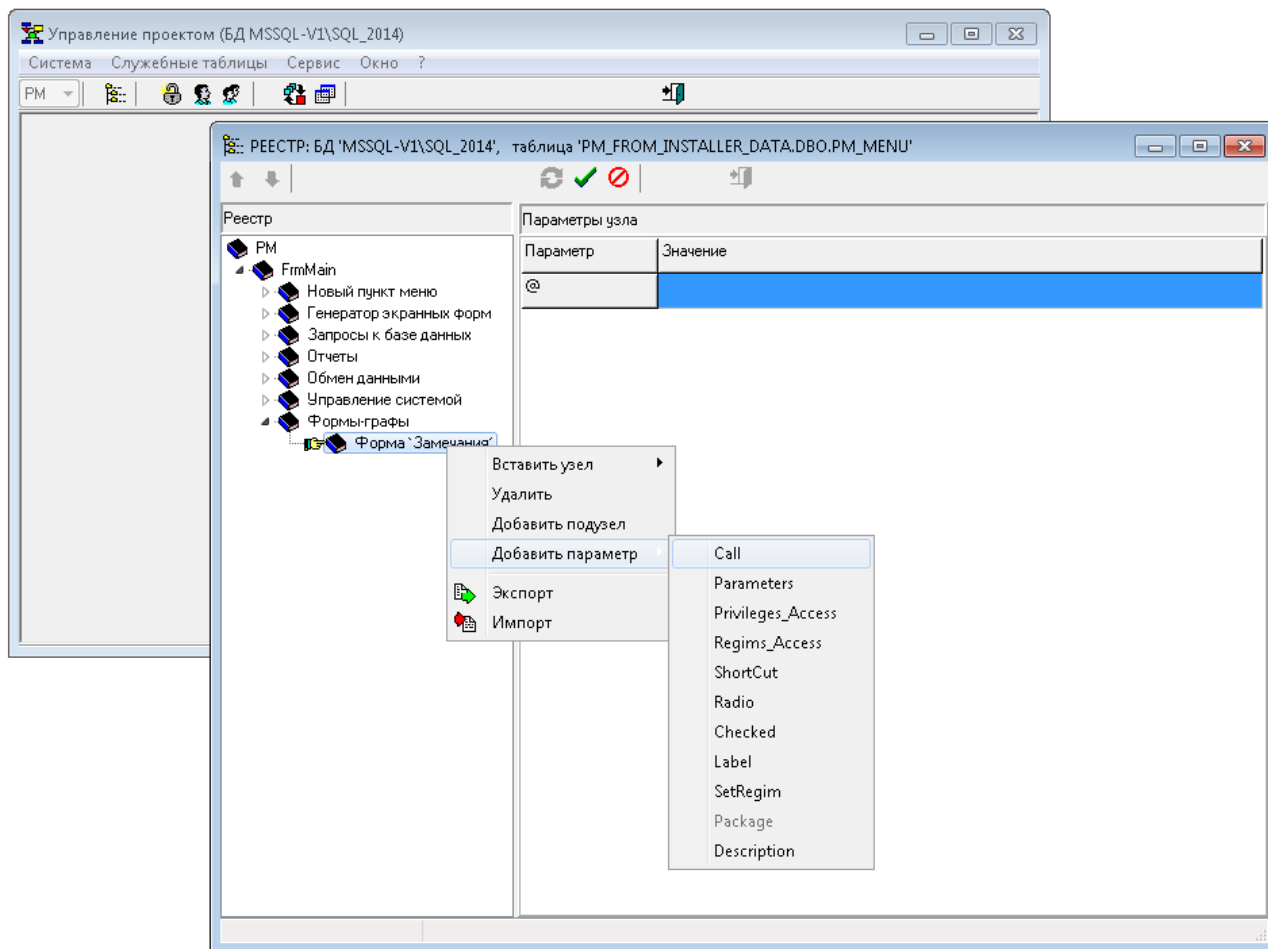 Управление проектом (БД MSSQL-V1\SQL_2014)
Система Служебные таблицы Сервис Окно ?
PM
РЕЕСТР: БД 'MSSQL-V1\SQL_2014', таблица 'PM_FROM_INSTALLER_DATA.DBO.PM_MENU'
Реестр
Параметры узла
PM
FrmMain
Новый пункт меню
Генератор экранных форм
Запросы к базе данных
Отчеты
Обмен данными
Управление системой
Формы-графы
Форма `Замечания´
Параметр Значение
@
Вставить узел
Удалить
Добавить подузел
Добавить параметр
Экспорт
Импорт
Call
Parameters
Privileges_Access
Regims_Access
ShortCut
Radio
Checked
Label
SetRegim
Package
Description